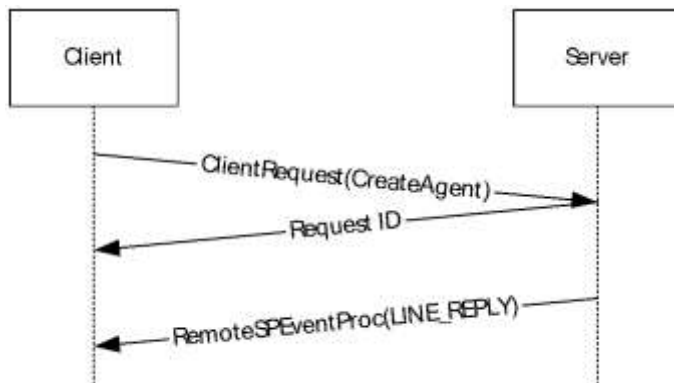 Client
Server
ClientRequest(CreateAgent)
Request ID
RemoteSPEventProc(LINE_REPLY)